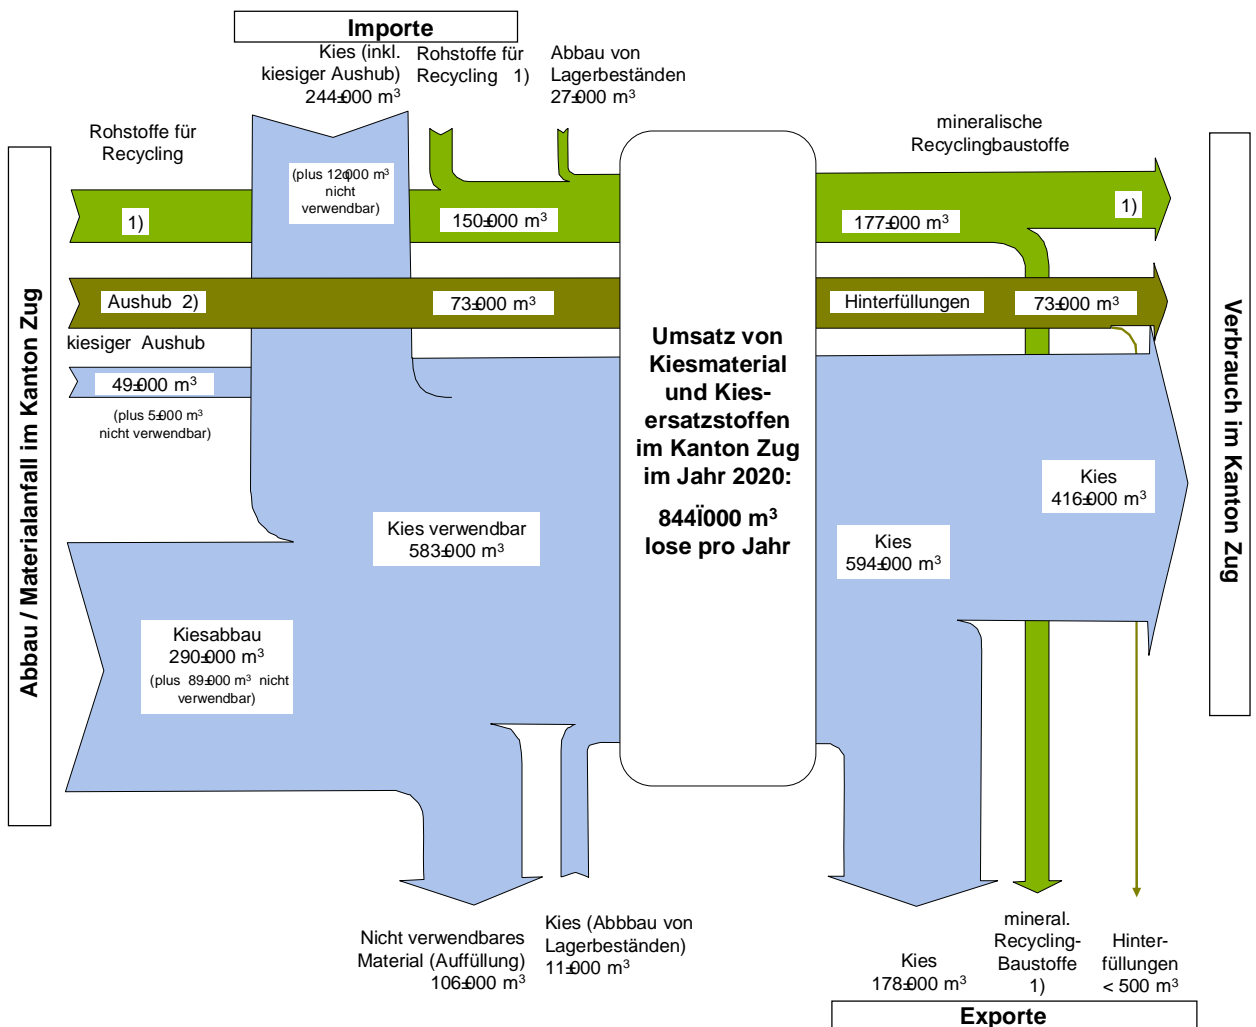 Importe
Kies (inkl.
kiesiger Aushub)
244±000 m³
Rohstoffe für
Recycling 1)
Abbau von
Lagerbeständen
27±000 m³
Rohstoffe für
Recycling
mineralische
Recyclingbaustoffe
(plus 12φ000 m³
nicht
verwendbar)
1)
150±000 m³
177±000 m³
1)
Aushub 2)
73±000 m³
Hinterfüllungen
73±000 m³
kiesiger Aushub
49±000 m³
(plus 5±000 m³
nicht verwendbar)
Abbau / Materialanfall im Kanton Zug
Umsatz von
Kiesmaterial
und Kies-
ersatzstoffen
im Kanton Zug
im Jahr 2020:
844Ï000 m³
lose pro Jahr
Verbrauch im Kanton Zug
Kies
416±000 m³
Kies verwendbar
583±000 m³
Kies
594±000 m³
Kiesabbau
290±000 m³
(plus 89±000 m³ nicht
verwendbar)
Nicht verwendbares
Material (Auffüllung)
106±000 m³
Kies (Abbbau von
Lagerbeständen)
11±000 m³
Kies
178±000 m³
mineral.
Recycling-
Baustoffe
1)
Hinter-
füllungen
< 500 m³
Exporte